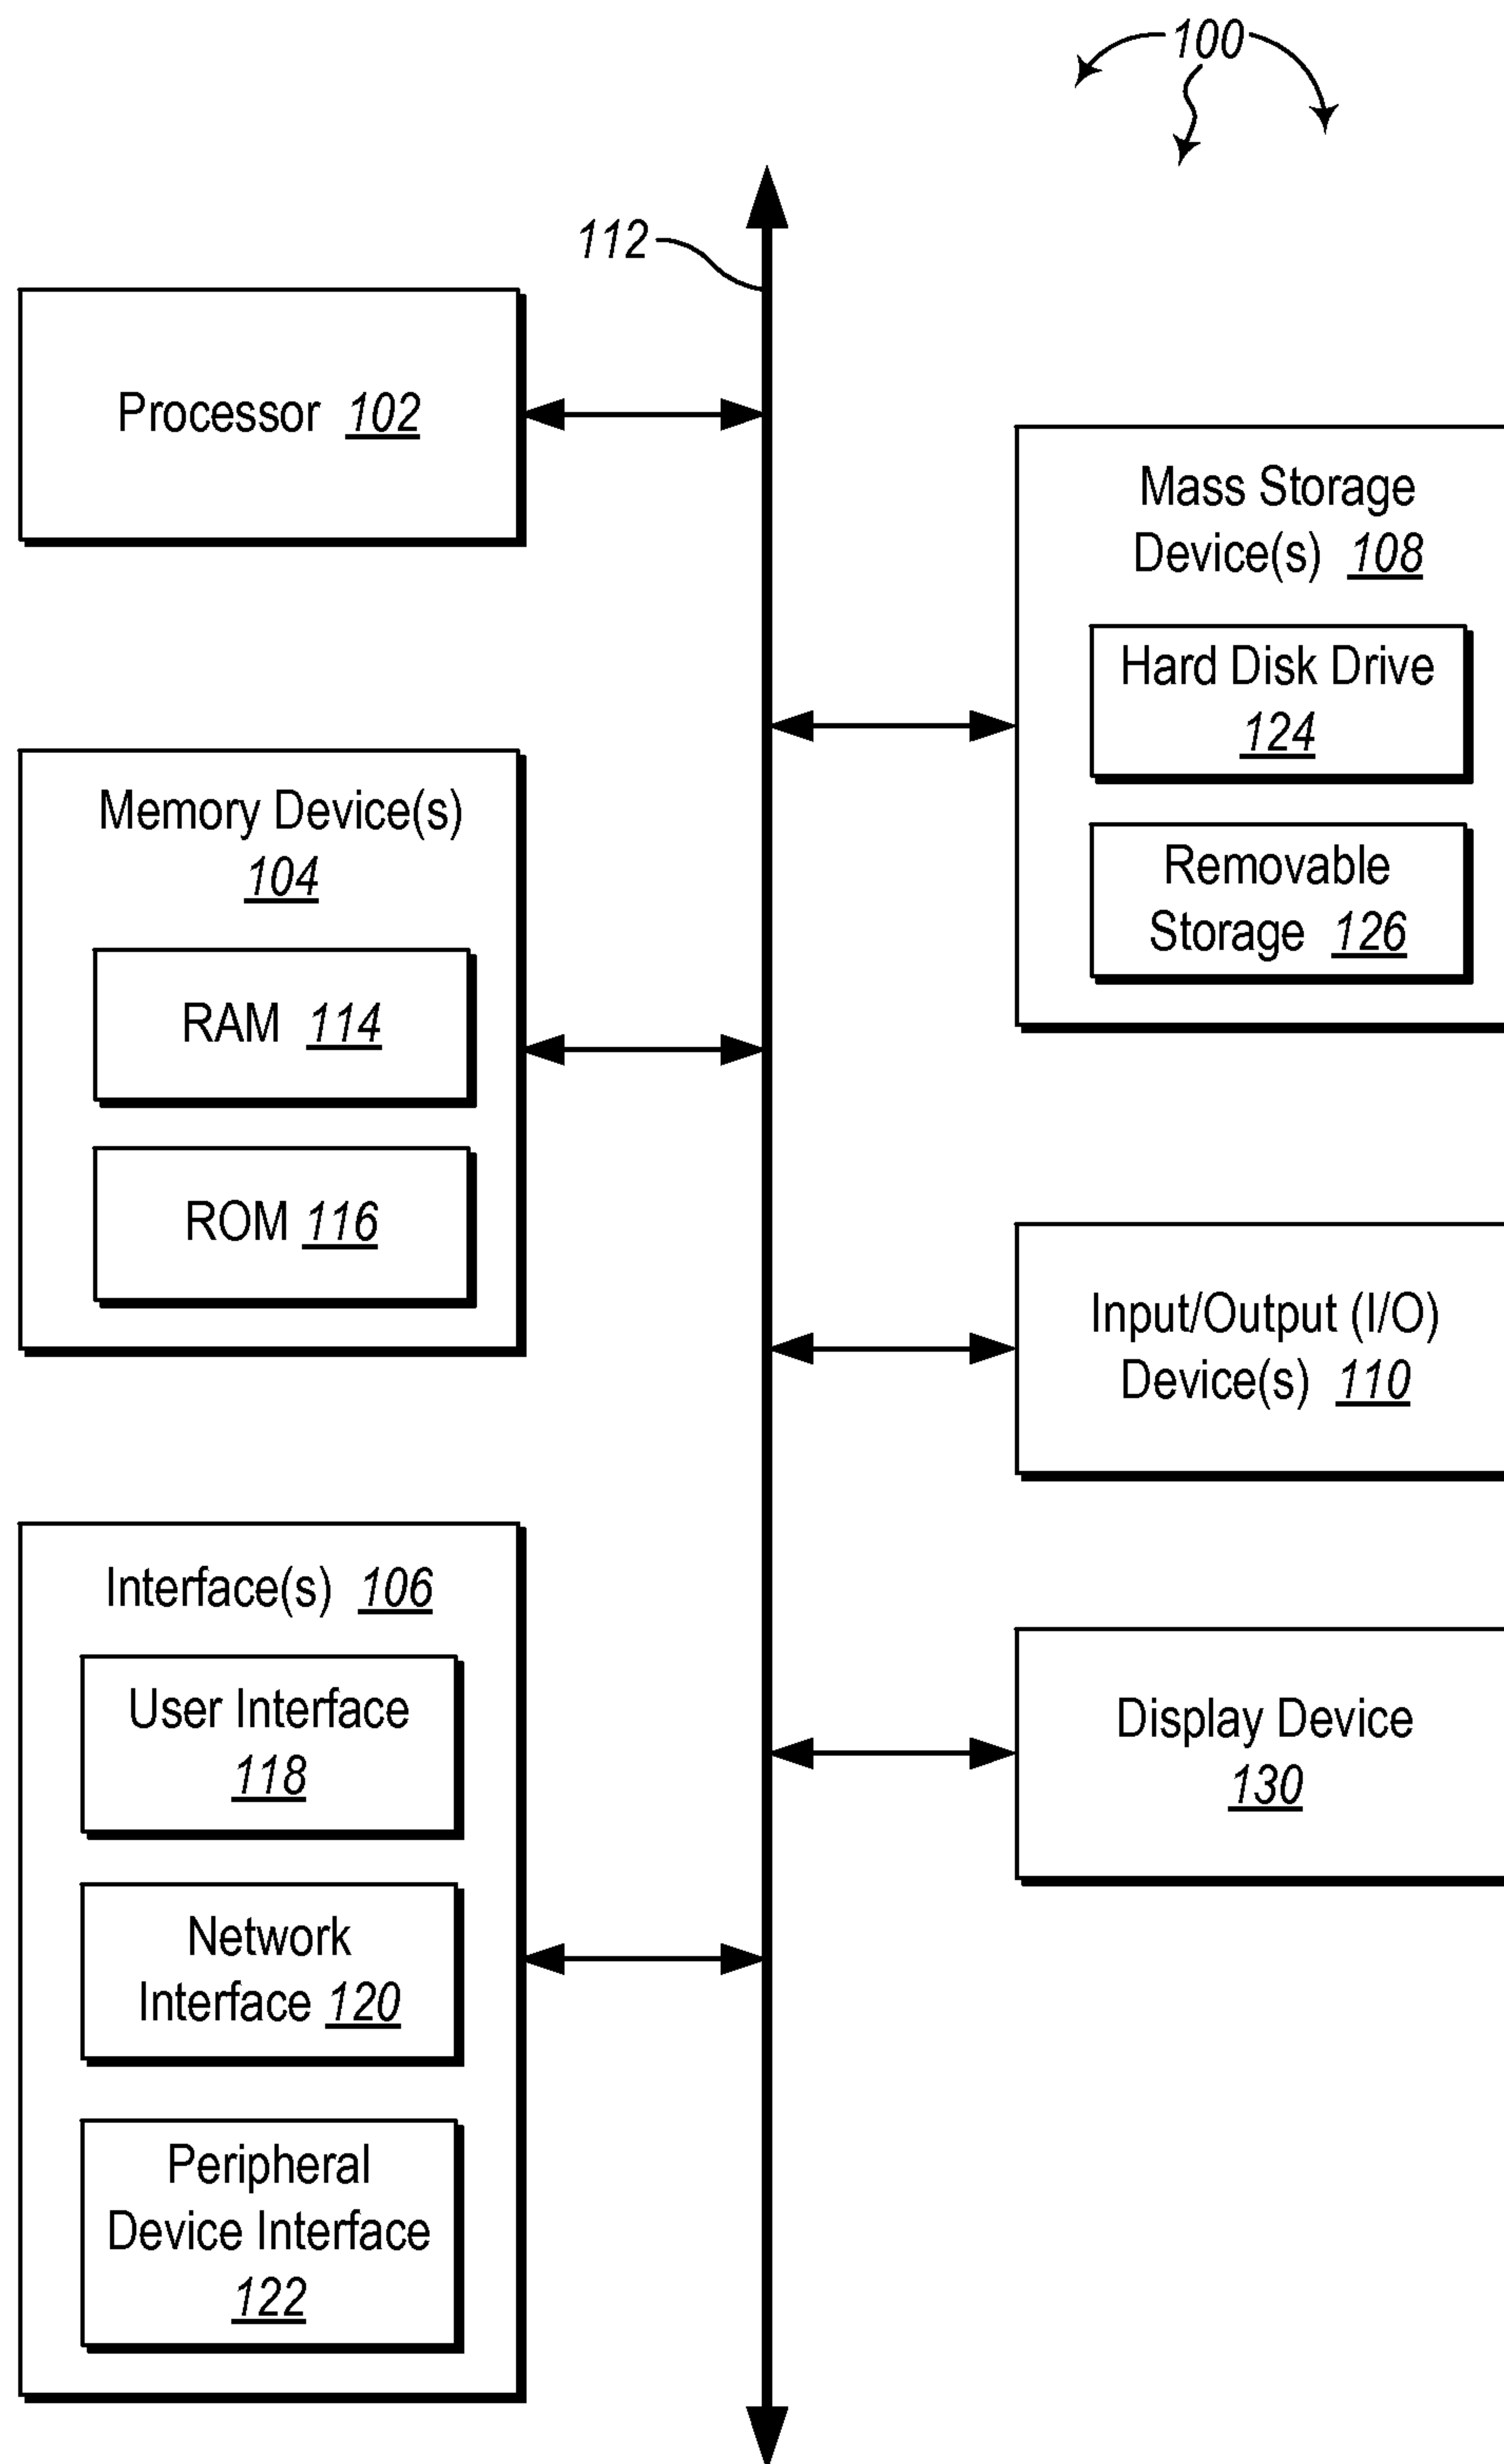 100
112
Processor 102
Mass Storage
Device(s) 108
Hard Disk Drive
124
Removable
Storage 126
Memory Device(s)
104
RAM 114
ROM 116
Input/Output (I/O)
Device(s) 110
Interface(s) 106
User Interface
118
Network
Interface 120
Peripheral
Device Interface
122
Display Device
130